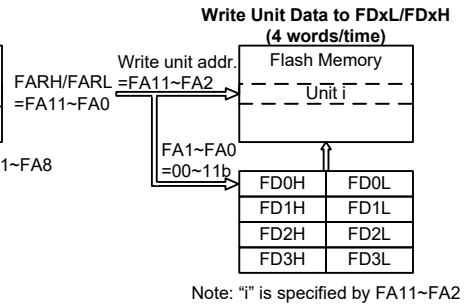 Write Unit Data to FDxL/FDxH
(4 words/time)
Write unit addr.
=FA11~FA2
FARH/FARL
=FA11~FA0
Flash Memory
Unit i
1~FA8
FA1~FA0
=00~11b
FD0H FD0L
FD1H FD1L
FD2H FD2L
FD3H FD3L
Note: “i” is specified by FA11~FA2